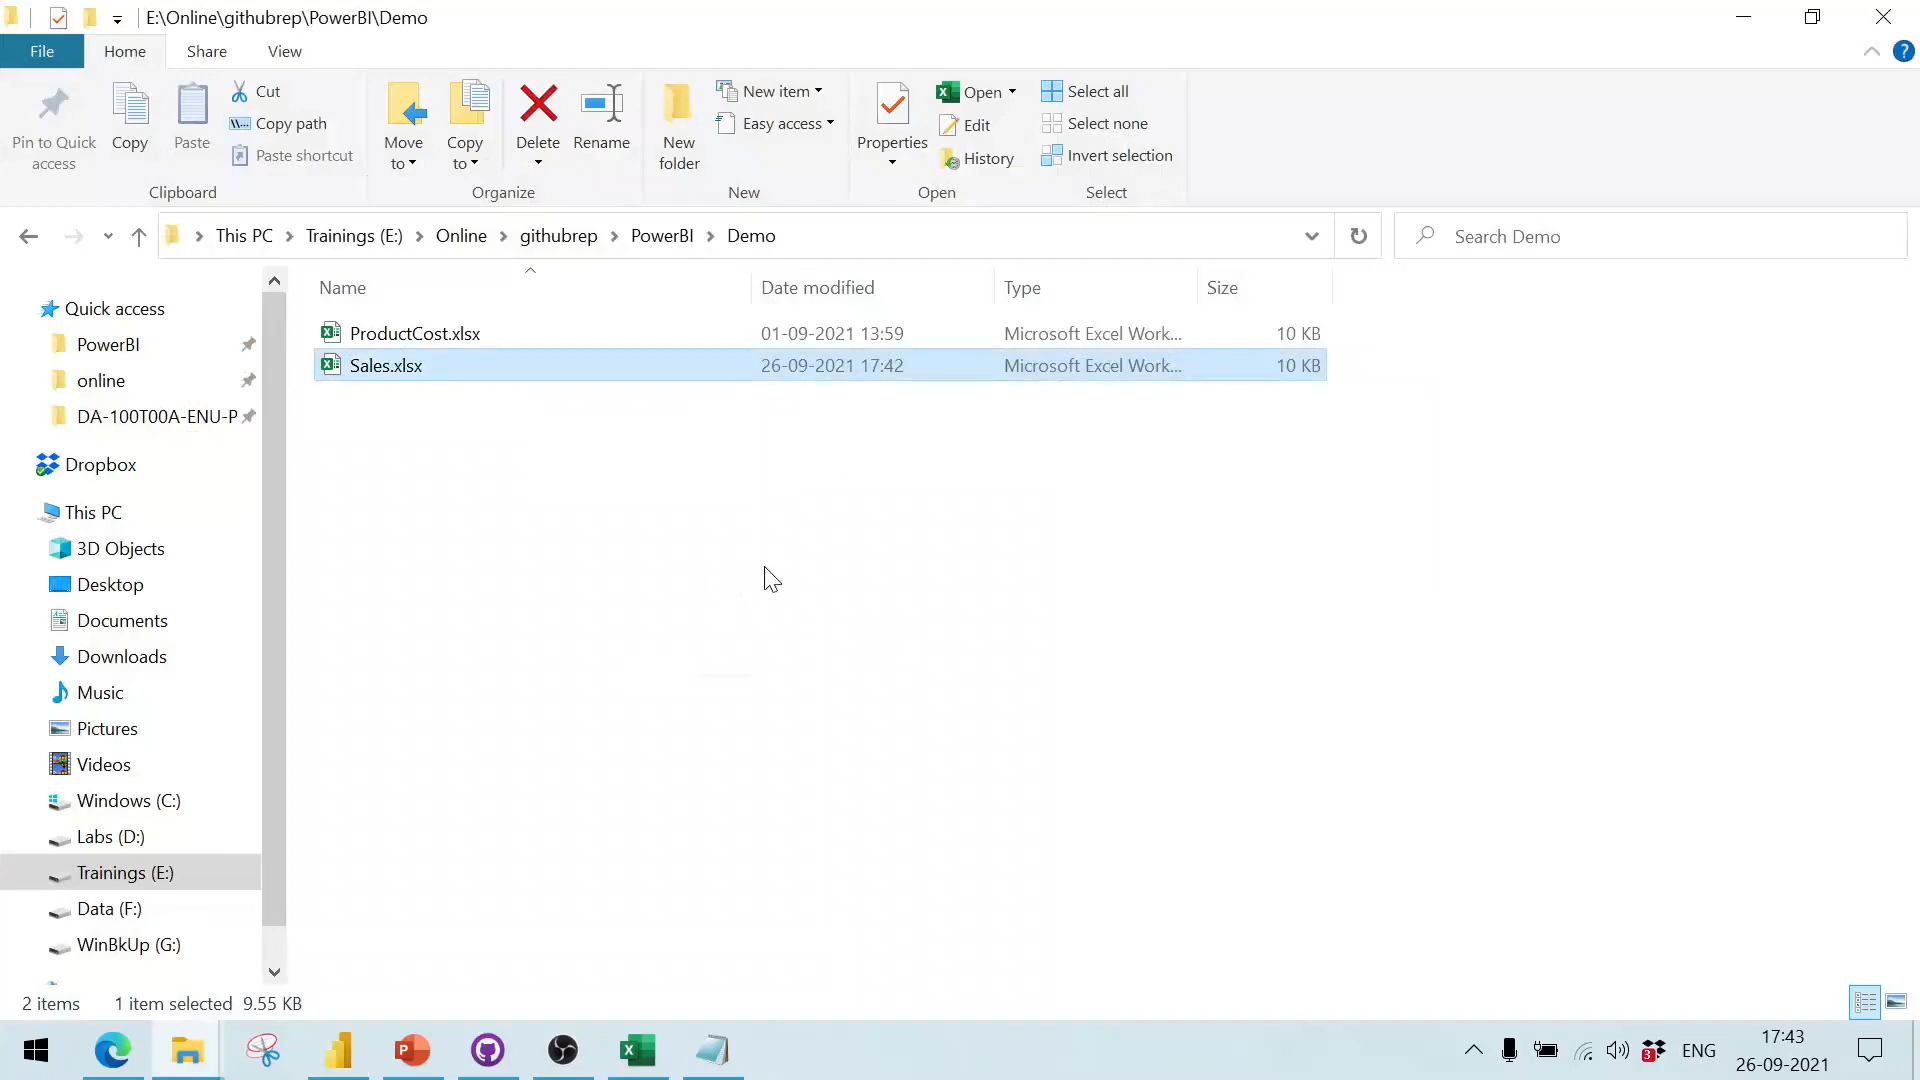 E:\Online\githubrep\PowerBI\Demo
File Home Share View
Pin to Quick access
Copy
Paste
Cut
Copy path
Paste shortcut
Clipboard
Move to
Copy to
Delete
Rename
Organize
New folder
New item
Easy access
New
Properties
Open
Edit
History
Open
Select all
Select none
Invert selection
Select
This PC > Trainings (E:) > Online > githubrep > PowerBI > Demo
Search Demo
Name Date modified Type Size
ProductCost.xlsx 01-09-2021 13:59 Microsoft Excel Work... 10 KB
Sales.xlsx 26-09-2021 17:42 Microsoft Excel Work... 10 KB
Quick access
PowerBI
online
DA-100T00A-ENU-P
Dropbox
This PC
3D Objects
Desktop
Documents
Downloads
Music
Pictures
Videos
Windows (C:)
Labs (D:)
Trainings (E:)
Data (F:)
WinBkUp (G:)
2 items 1 item selected 9.55 KB
3
ENG
17:43
26-09-2021